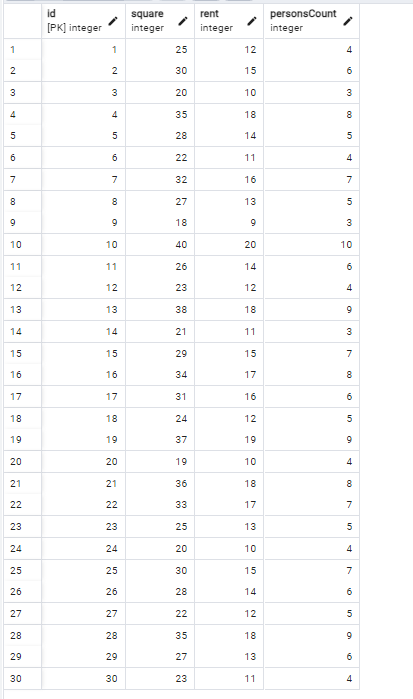 id square rent personsCount
[PK] integer integer integer integer
1 1 25 12 4
2 2 30 15 6
3 3 20 10 3
4 4 35 18 8
5 5 28 14 5
6 6 22 11 4
7 7 32 16 7
8 8 27 13 5
9 9 18 9 3
10 10 40 20 10
11 11 26 14 6
12 12 23 12 4
13 13 38 18 9
14 14 21 11 3
15 15 29 15 7
16 16 34 17 8
17 17 31 16 6
18 18 24 12 5
19 19 37 19 9
20 20 19 10 4
21 21 36 18 8
22 22 33 17 7
23 23 25 13 5
24 24 20 10 4
25 25 30 15 7
26 26 28 14 6
27 27 22 12 5
28 28 35 18 9
29 29 27 13 6
30 30 23 11 4